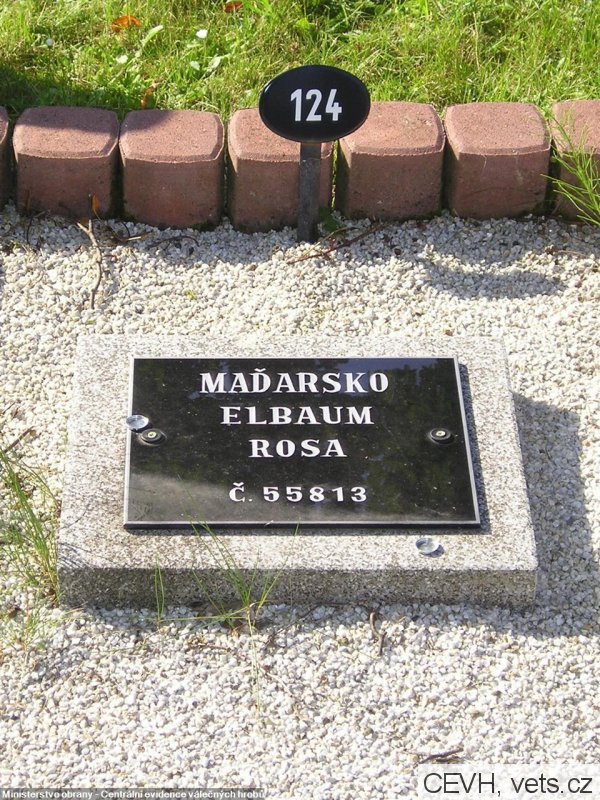 124
MAĎARSKO
ELBAUM
ROSA
Č. 55813
Ministerstvo obrany - Centrální evidence válečných hrobů
CEVH, vets.cz